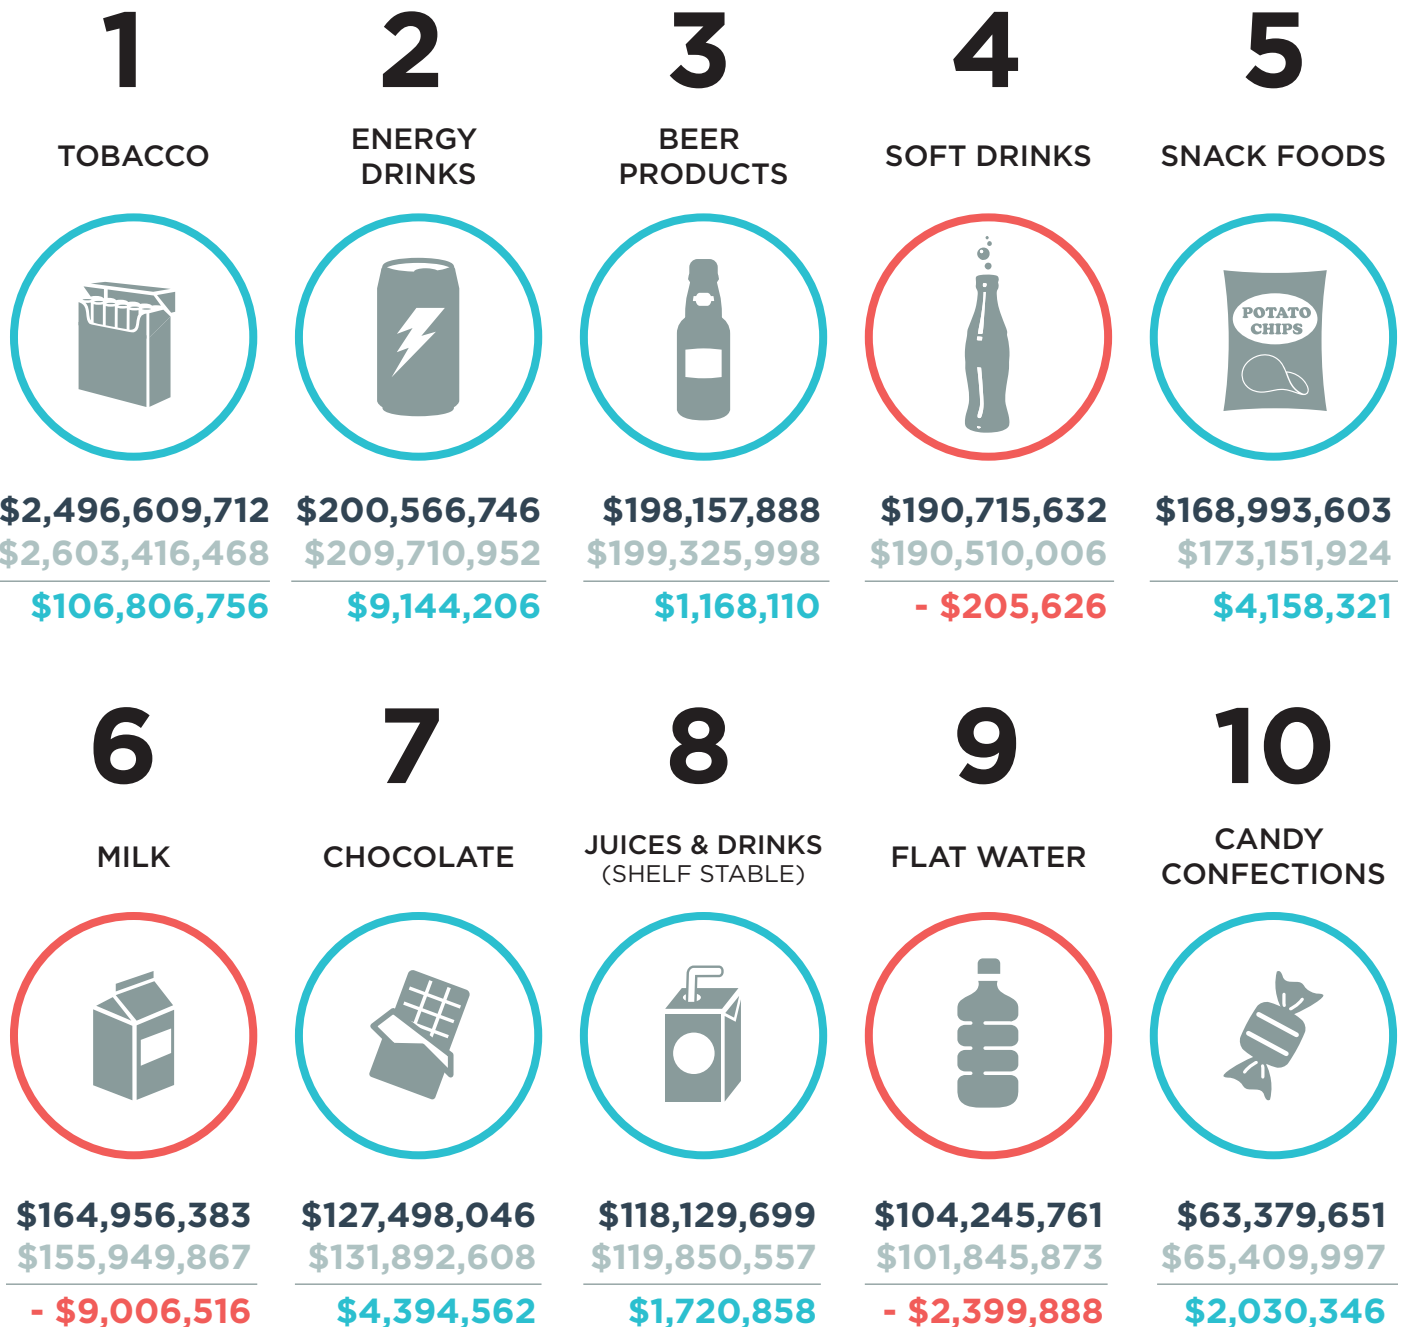 1
2
3
4
5
TOBACCO
ENERGY
DRINKS
BEER
PRODUCTS
SOFT DRINKS
SNACK FOODS
POTATO
CHIPS
$2,496,609,712
$2,603,416,468
$106,806,756
$200,566,746
$209,710,952
$9,144,206
$198,157,888
$199,325,998
$1,168,110
$190,715,632
$190,510,006
- $205,626
$168,993,603
$173,151,924
$4,158,321
6
7
8
9
10
MILK
CHOCOLATE
JUICES & DRINKS
(SHELF STABLE)
FLAT WATER
CANDY
CONFECTIONS
$164,956,383
$155,949,867
- $9,006,516
$127,498,046
$131,892,608
$4,394,562
$118,129,699
$119,850,557
$1,720,858
$104,245,761
$101,845,873
- $2,399,888
$63,379,651
$65,409,997
$2,030,346